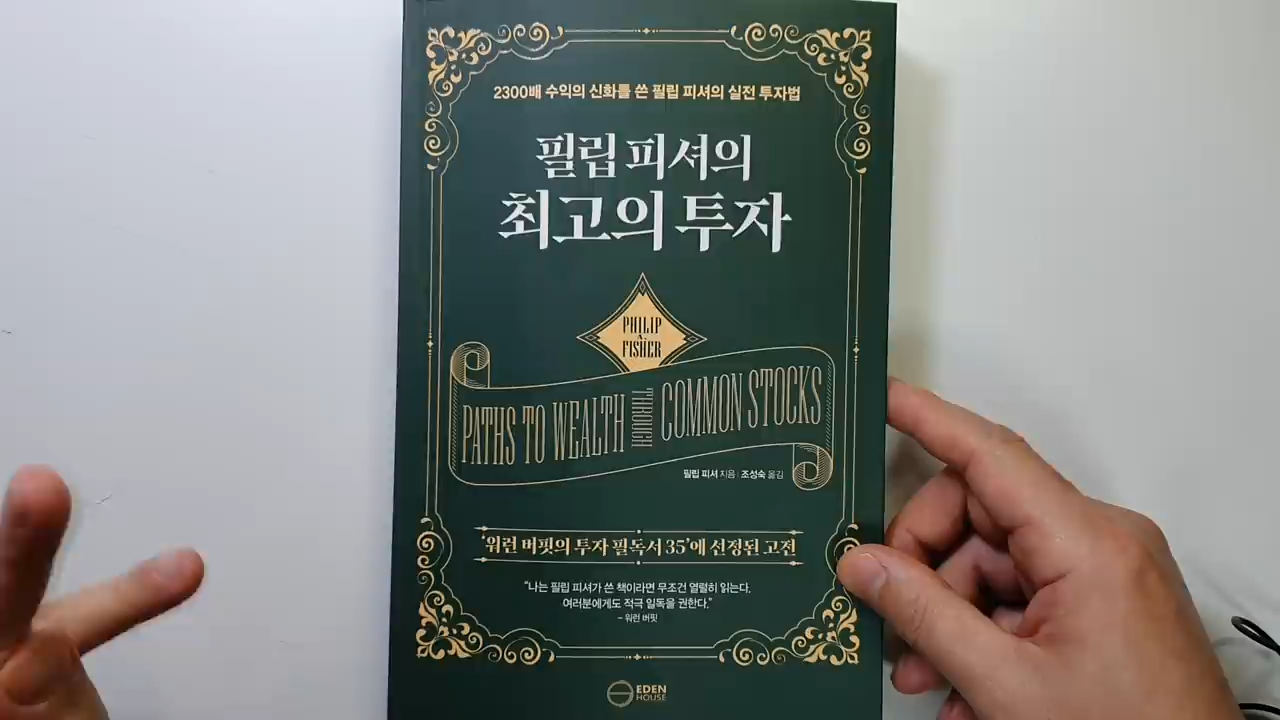 2300배 수익의 신화를 쓴 필립 피셔의 실전 투자법
필립 피셔의
최고의 투자
PHILIP
A.
FISHER
PATHS TO WEALTH THROUGH COMMON STOCKS
필립 피셔 지음 | 조성숙 옮김
‘워런 버핏의 투자 필독서 35’에 선정된 고전
“나는 필립 피셔가 쓴 책이라면 무조건 열렬히 읽는다.
여러분에게도 적극 일독을 권한다.”
– 워런 버핏
EDEN
HOUSE